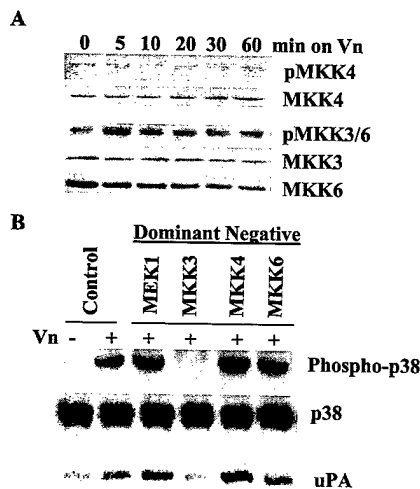 A
0 5 10 20 30 60 min on Vn
pMKK4
MKK4
pMKK3/6
MKK3
MKK6
B
Dominant Negative
Control
MEK1
MKK3
MKK4
MKK6
Vn - + + + + +
Phospho-p38
p38
uPA